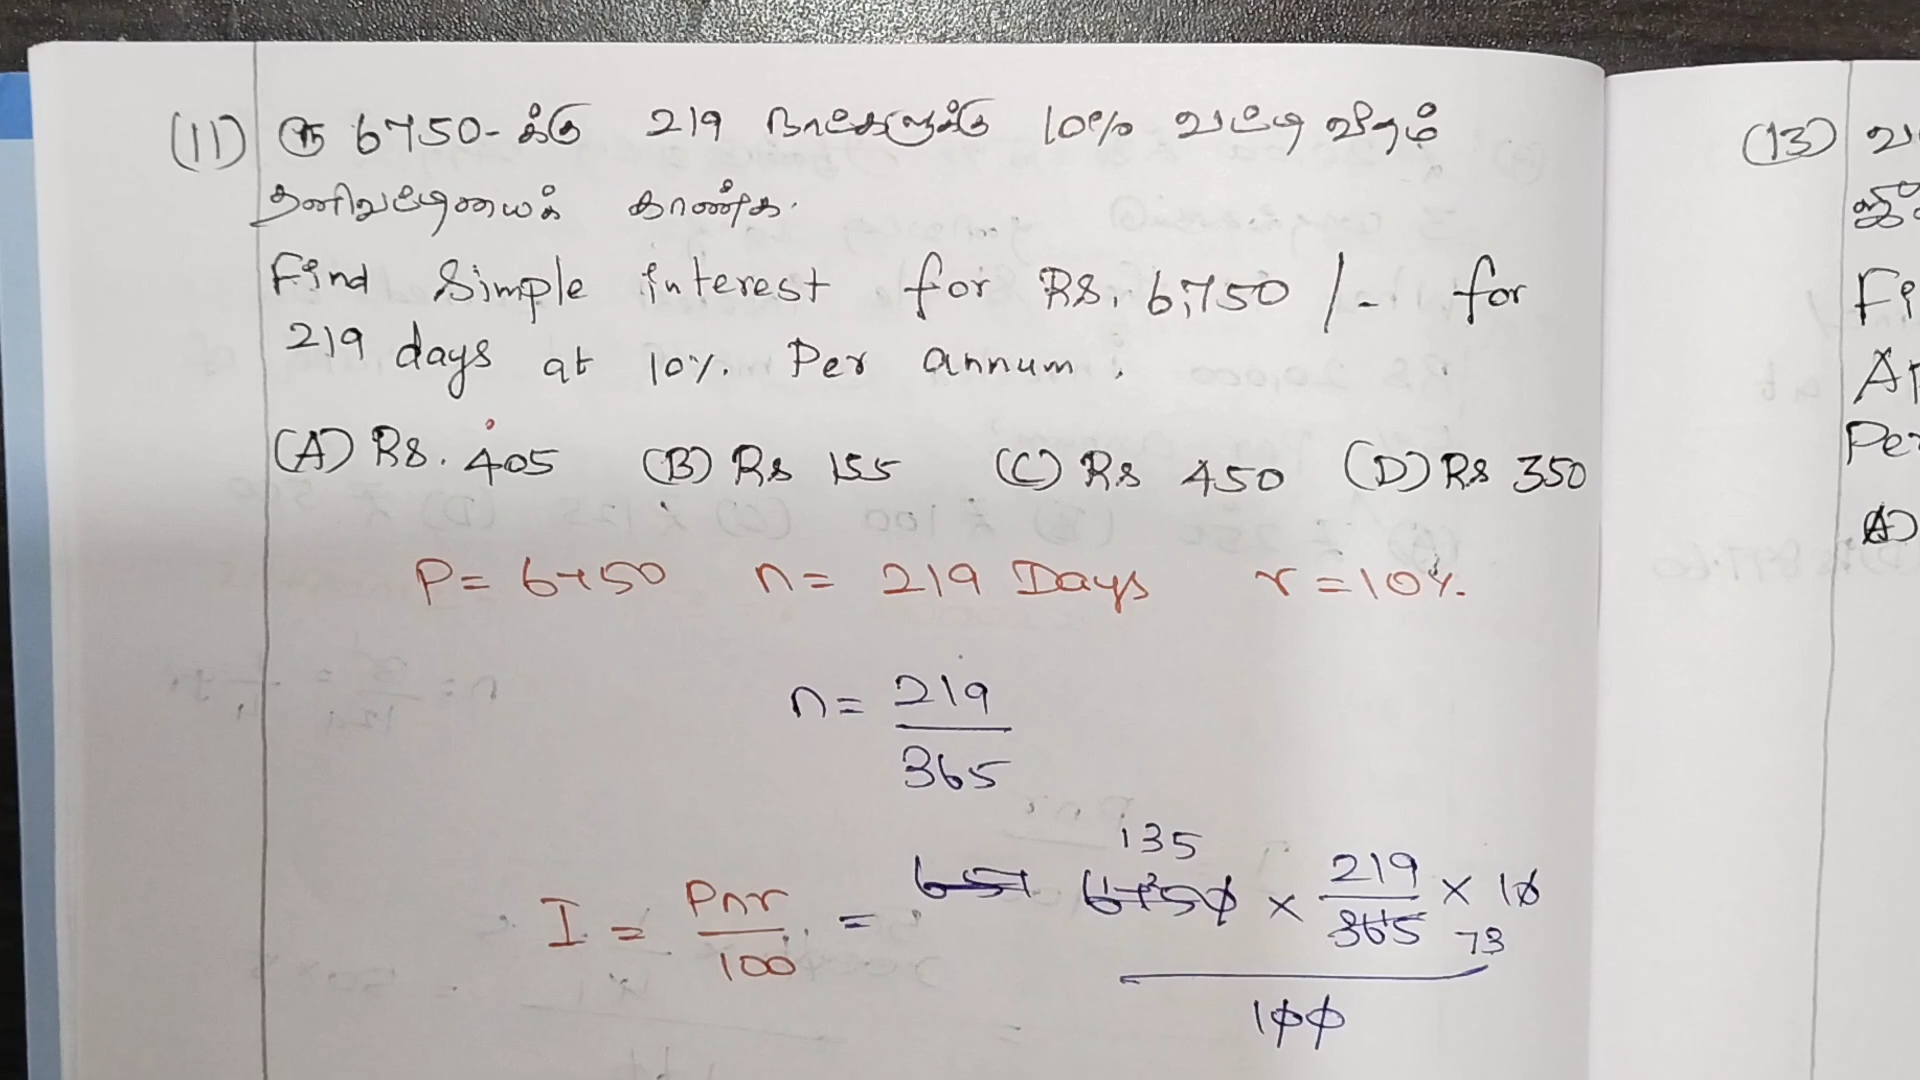 (11) ரூ 6750-க்கு 219 நாட்களுக்கு 10% வட்டி வீதம்
தனிவட்டியைக் காண்க.
Find Simple interest for Rs. 6,750 /- for
219 days at 10%. Per annum.
(A) Rs. 405 (B) Rs 155 (C) Rs 450 (D) Rs 350
P= 6750 n= 219 Days r=10%.
n= 219
365
135
I = Pnr = 6750 × 219 × 10
100 365 73
100
(13) வ
Fi
Per
(A)